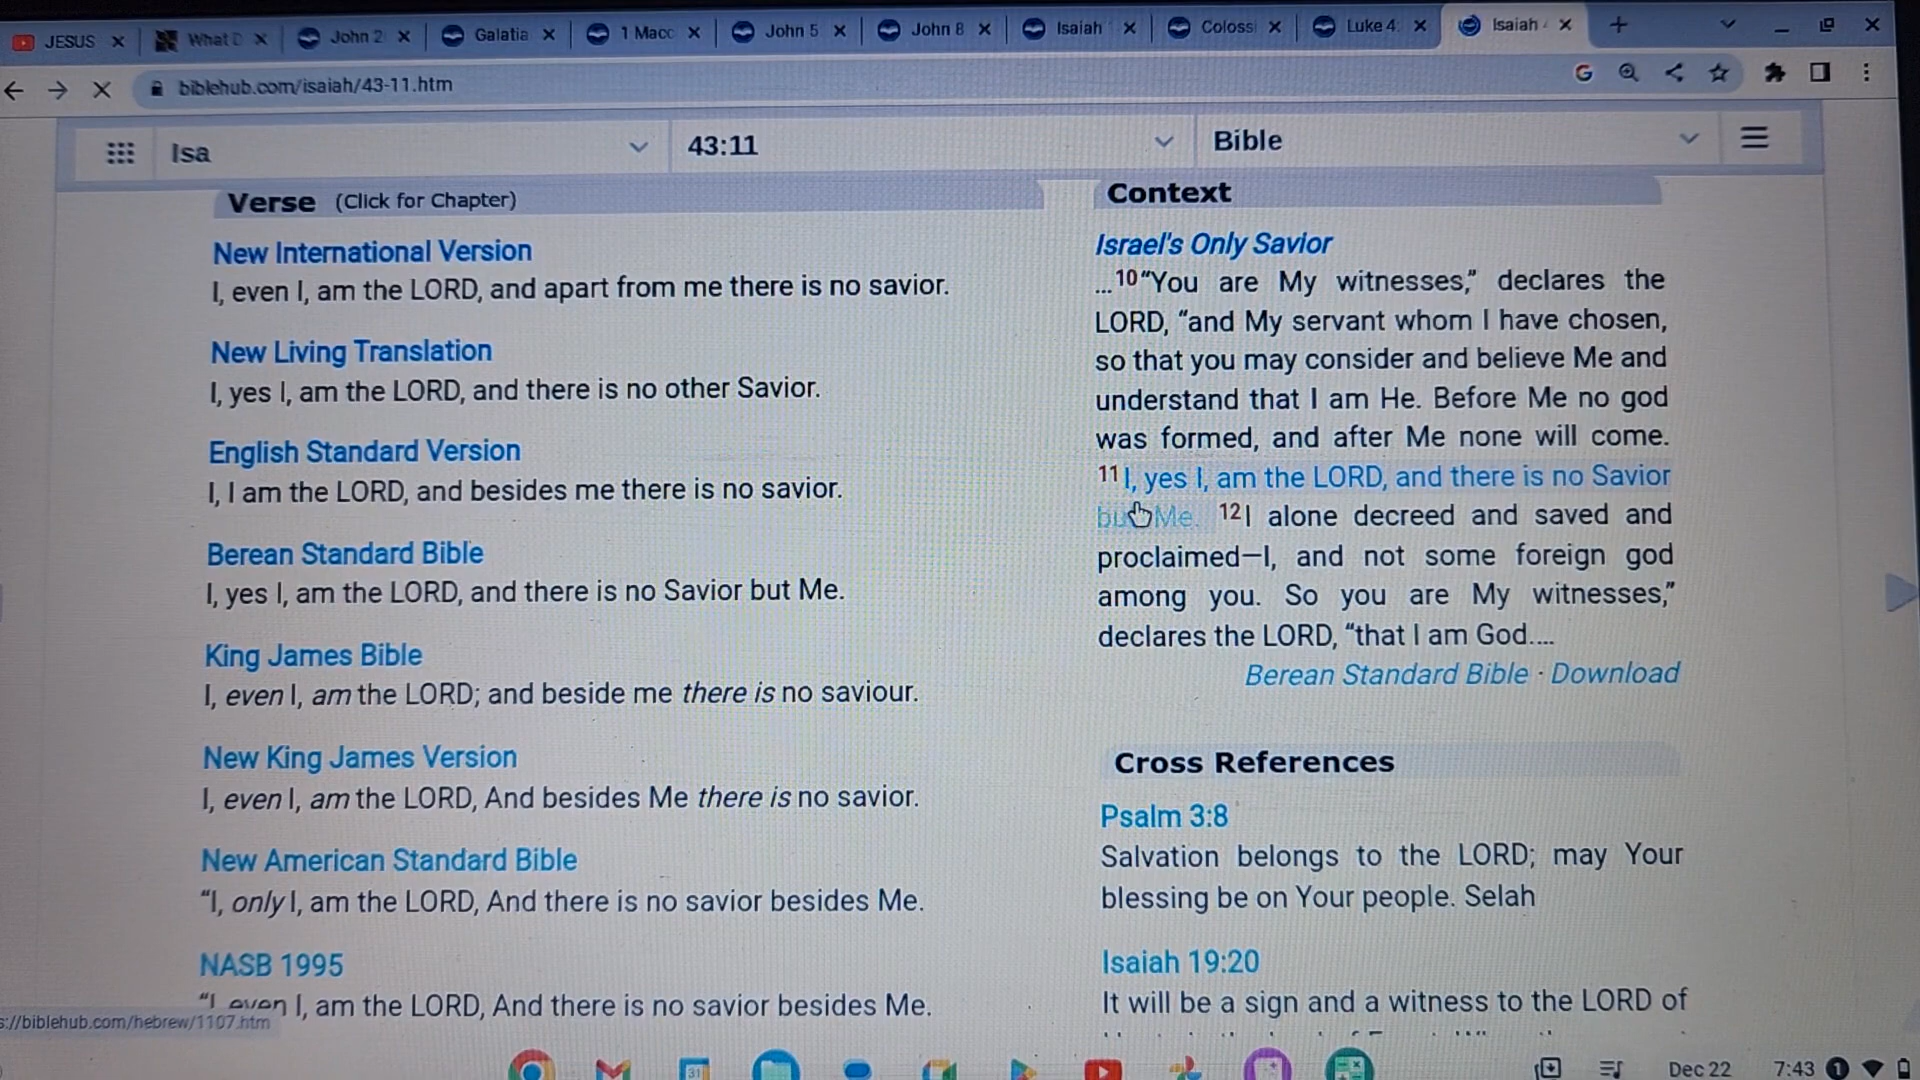 JESUS
What D
John 2
Galatia
1 Macc
John 5
John 8
Isaiah
Coloss
Luke 4
Isaiah 4
biblehub.com/isaiah/43-11.htm
Isa
43:11
Bible
Verse (Click for Chapter)
New International Version
I, even I, am the LORD, and apart from me there is no savior.
New Living Translation
I, yes I, am the LORD, and there is no other Savior.
English Standard Version
I, I am the LORD, and besides me there is no savior.
Berean Standard Bible
I, yes I, am the LORD, and there is no Savior but Me.
King James Bible
I, even I, am the LORD; and beside me there is no saviour.
New King James Version
I, even I, am the LORD, And besides Me there is no savior.
New American Standard Bible
“I, only I, am the LORD, And there is no savior besides Me.
NASB 1995
“I, even I, am the LORD, And there is no savior besides Me.
s://biblehub.com/hebrew/1107.htm
Context
Israel's Only Savior
...10“You are My witnesses,” declares the
LORD, “and My servant whom I have chosen,
so that you may consider and believe Me and
understand that I am He. Before Me no god
was formed, and after Me none will come.
11I, yes I, am the LORD, and there is no Savior
but Me. 12I alone decreed and saved and
proclaimed—I, and not some foreign god
among you. So you are My witnesses,”
declares the LORD, “that I am God....
Berean Standard Bible · Download
Cross References
Psalm 3:8
Salvation belongs to the LORD; may Your
blessing be on Your people. Selah
Isaiah 19:20
It will be a sign and a witness to the LORD of
31
Dec 22
7:43
1